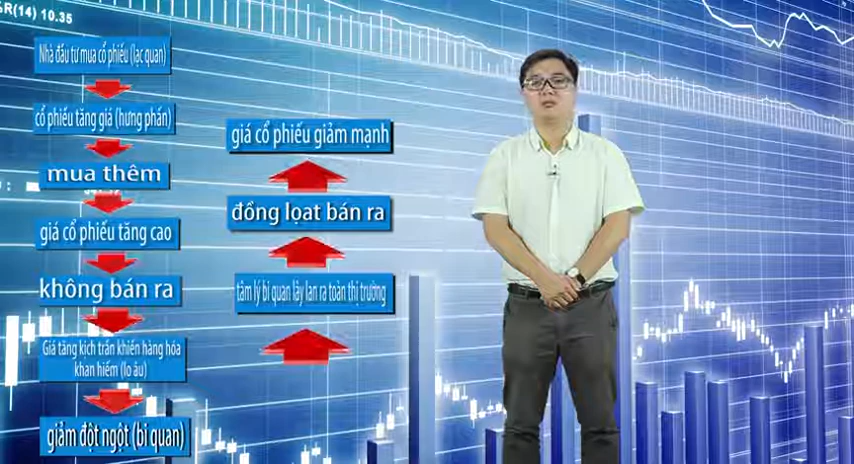 R(14) 10.35
Nhà đầu tư mua cổ phiếu (lạc quan)
cổ phiếu tăng giá (hưng phấn)
mua thêm
giá cổ phiếu tăng cao
không bán ra
Giá tăng kịch trần khiến hàng hóa
khan hiếm (lo âu)
giảm đột ngột (bi quan)
tâm lý bi quan lây lan ra toàn thị trường
đồng loạt bán ra
giá cổ phiếu giảm mạnh